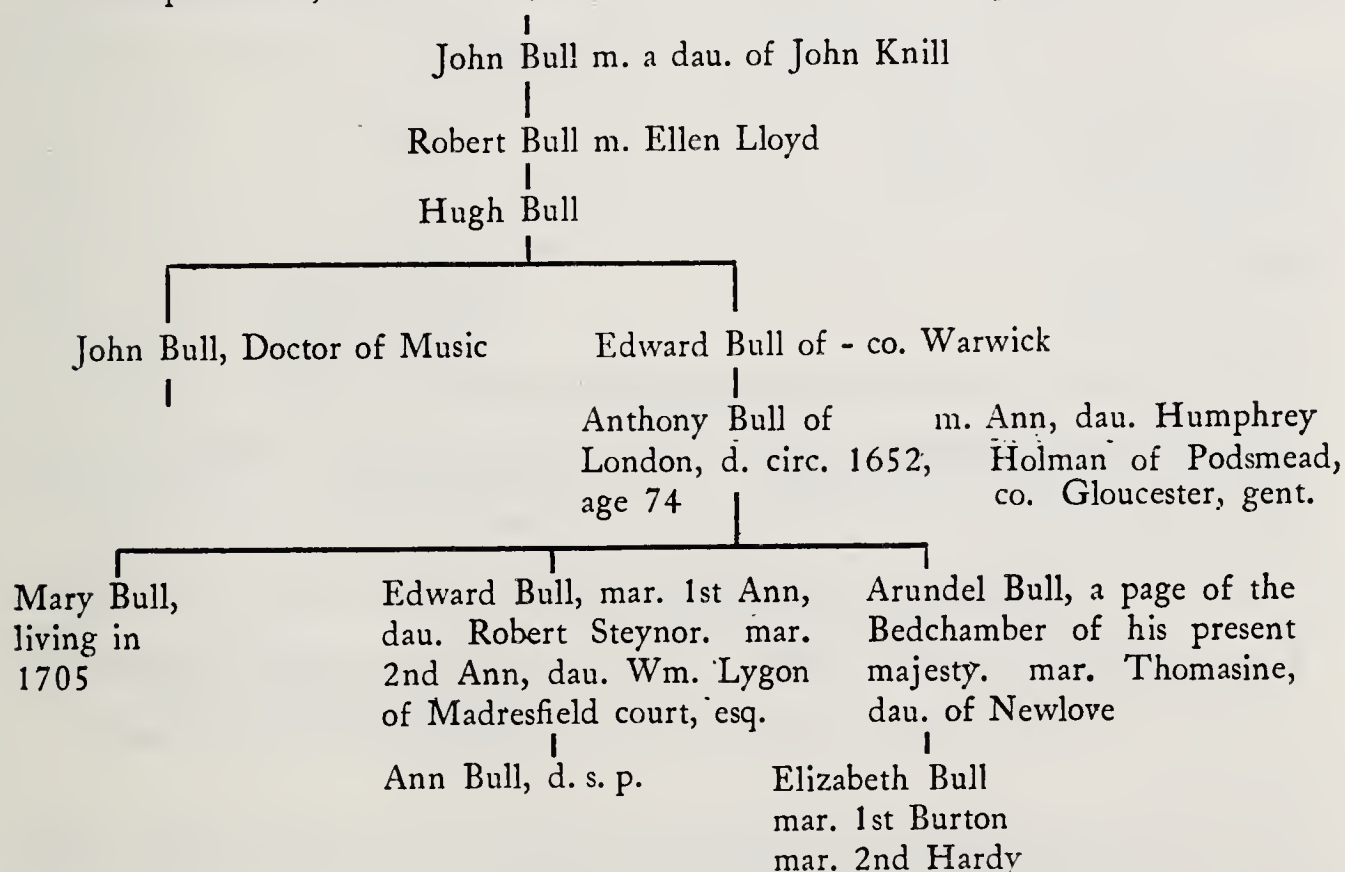 John Bull m. a dau. of John Knill
Robert Bull m. Ellen Lloyd
Hugh Bull
John Bull, Doctor of Music
Edward Bull of - co. Warwick
Anthony Bull of
London, d. circ. 1652,
age 74
m. Ann, dau. Humphrey
Holman of Podsmead,
co. Gloucester, gent.
Mary Bull,
living in
1705
Edward Bull, mar. 1st Ann,
dau. Robert Steynor. mar.
2nd Ann, dau. Wm. Lygon
of Madresfield court, esq.
Arundel Bull, a page of the
Bedchamber of his present
majesty. mar. Thomasine,
dau. of Newlove
Ann Bull, d. s. p.
Elizabeth Bull
mar. 1st Burton
mar. 2nd Hardy